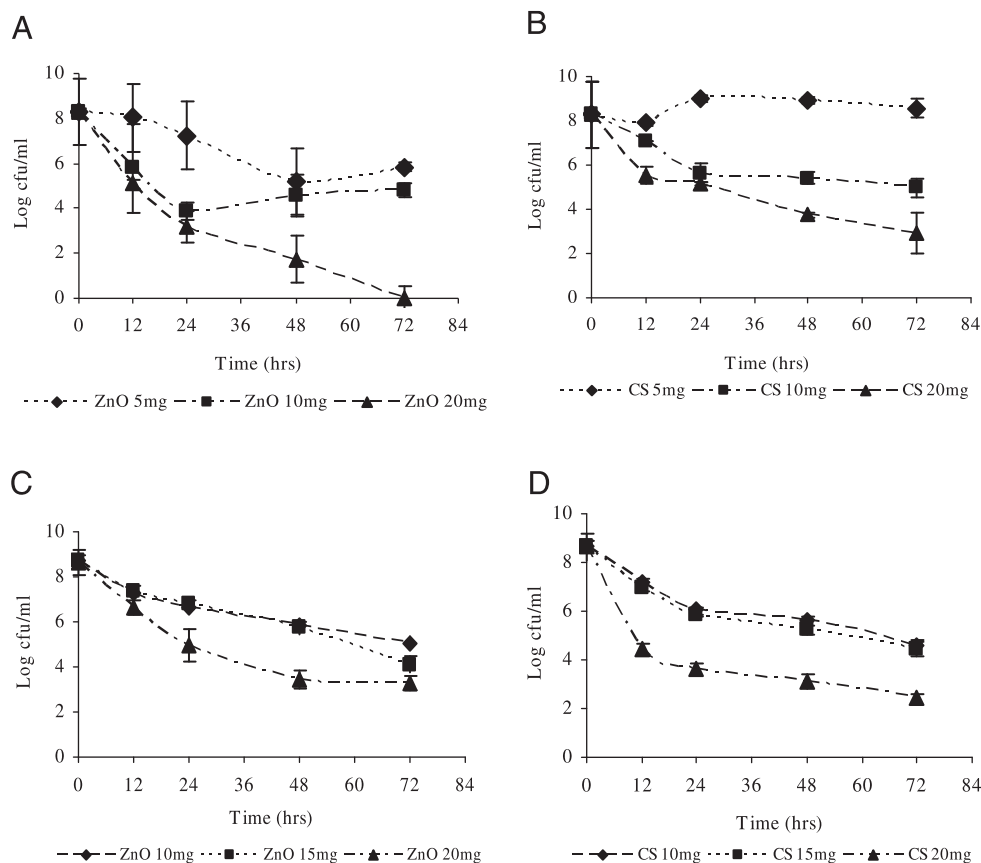 A
10
8
6
4
2
0
Log cfu/ml
0 12 24 36 48 60 72 84
Time (hrs)
ZnO 5mg ZnO 10mg ZnO 20mg
B
10
8
6
4
2
0
Log cfu/ml
0 12 24 36 48 60 72 84
Time (hrs)
CS 5mg CS 10mg CS 20mg
C
10
8
6
4
2
0
Log cfu/ml
0 12 24 36 48 60 72 84
Time (hrs)
ZnO 10mg ZnO 15mg ZnO 20mg
D
10
8
6
4
2
0
Log cfu/ml
0 12 24 36 48 60 72 84
Time (hrs)
CS 10mg CS 15mg CS 20mg